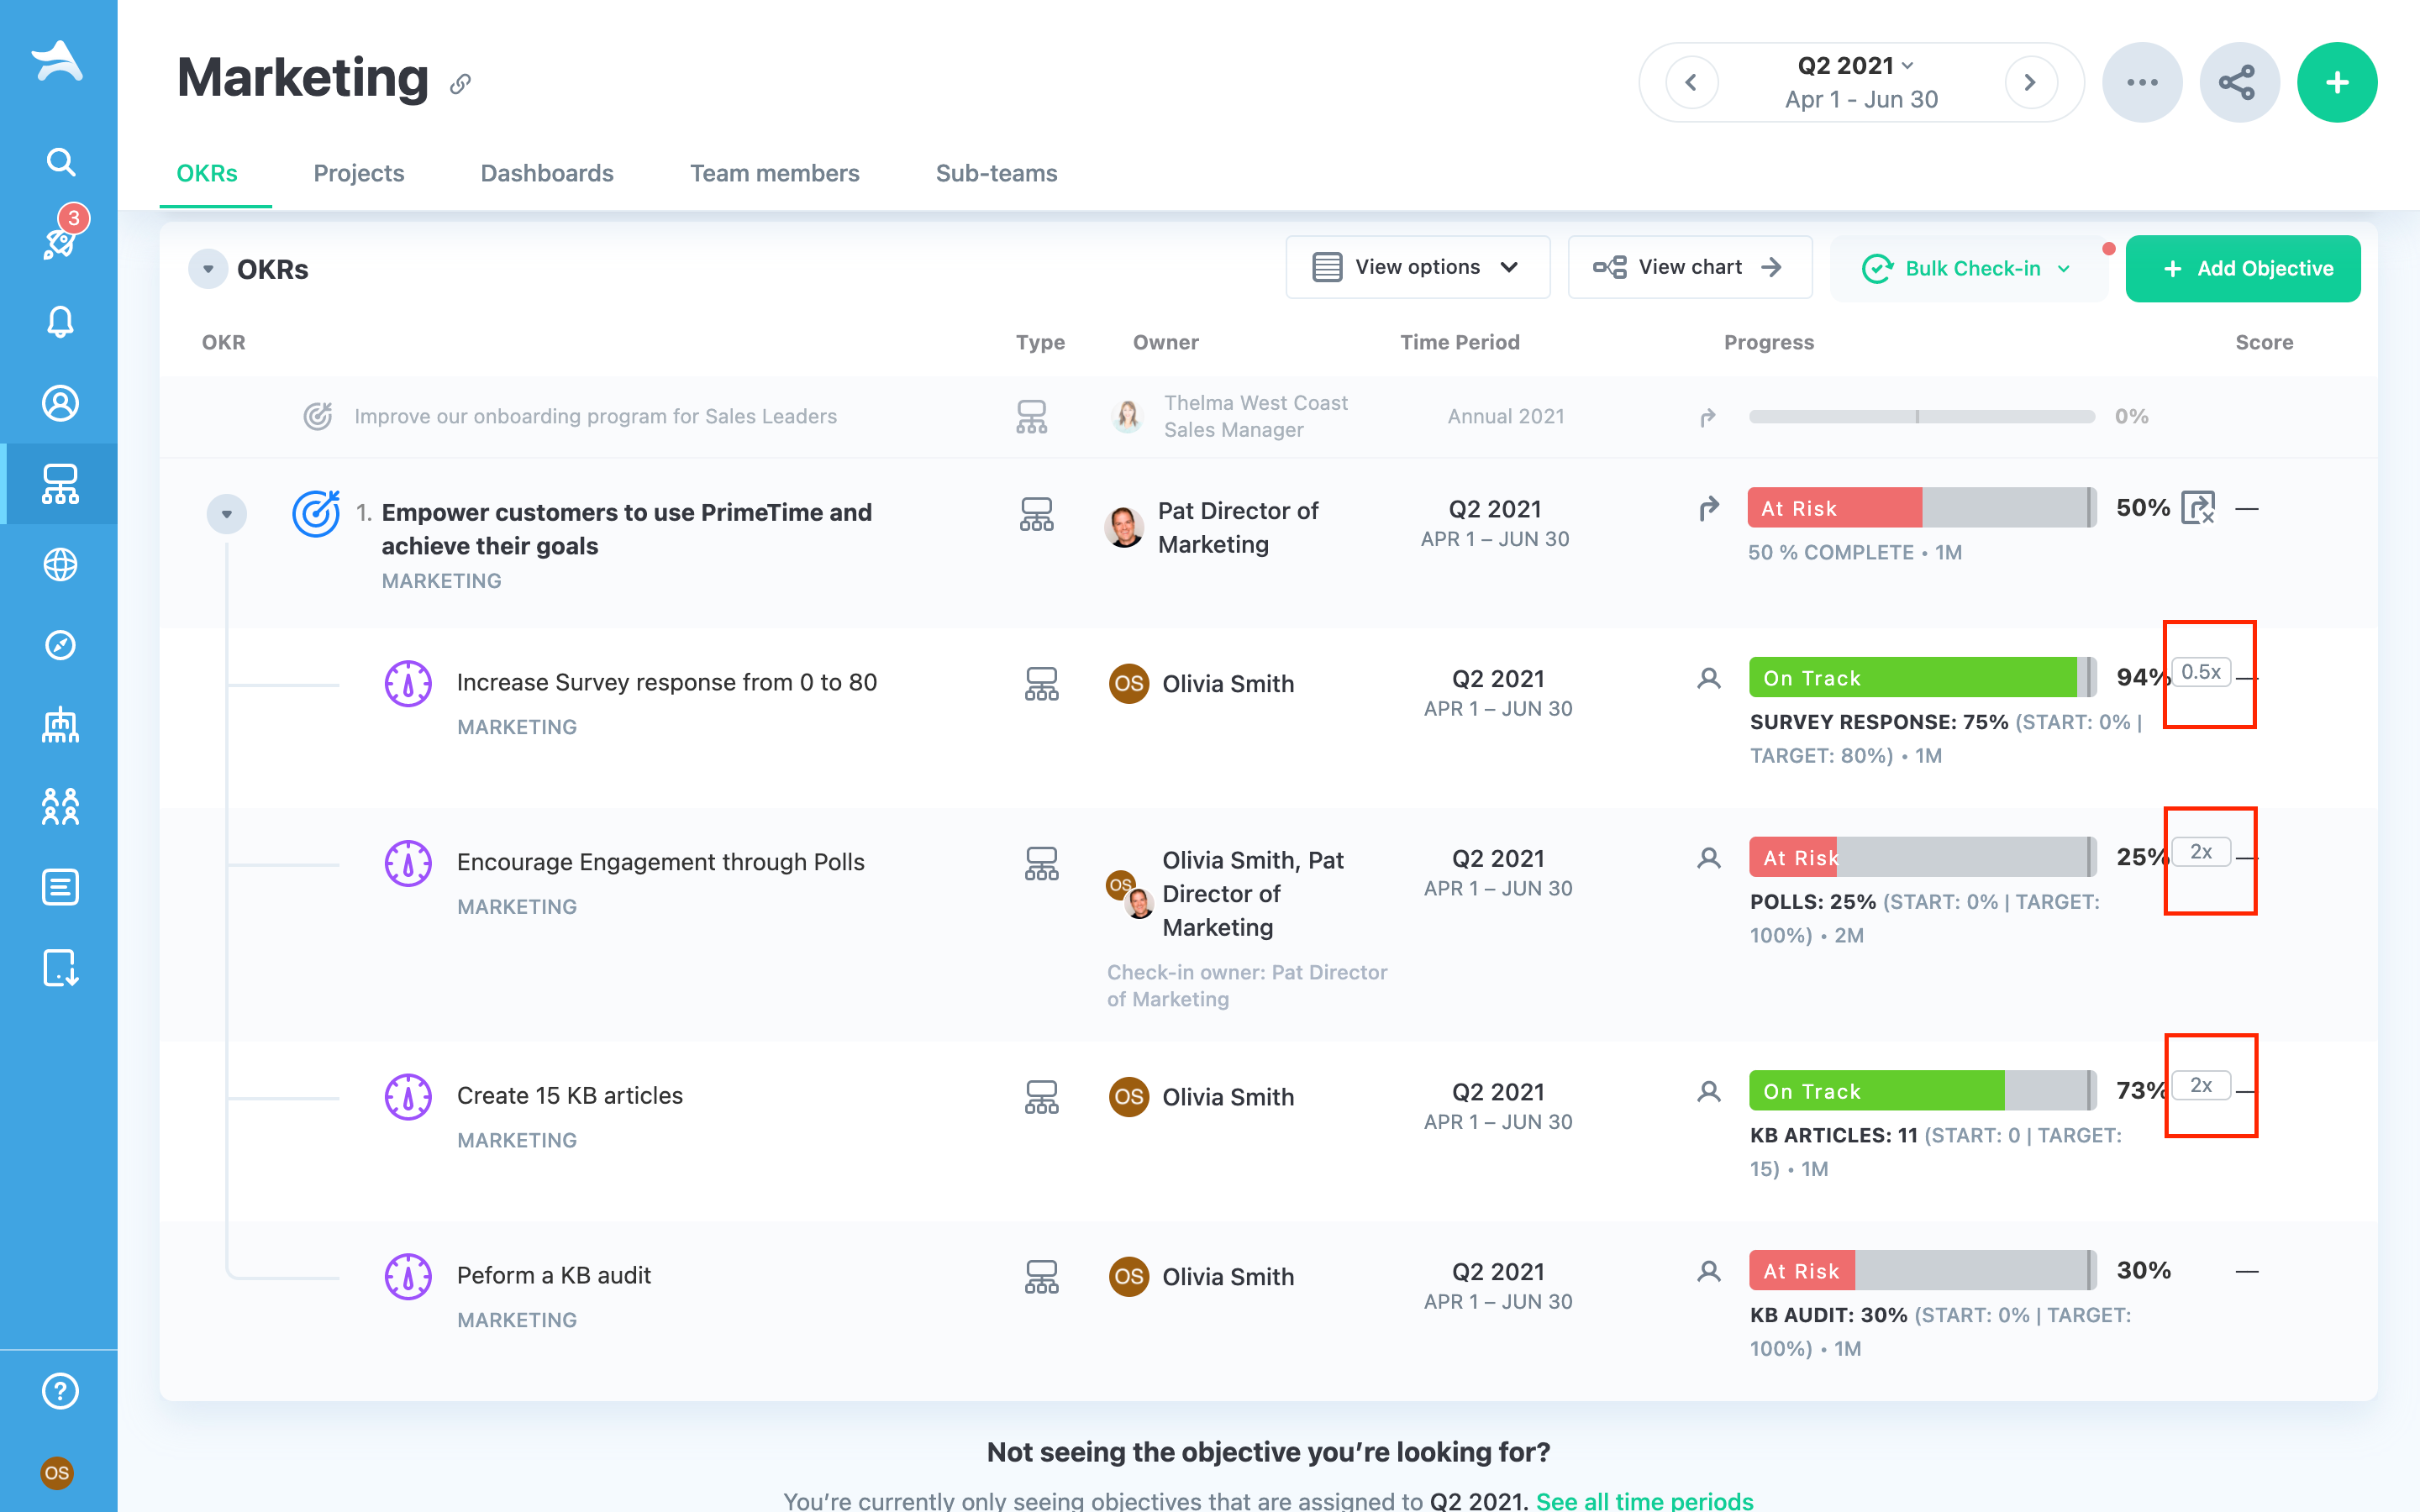 Marketing
Q2 2021
Apr 1 - Jun 30
OKRs
Projects
Dashboards
Team members
Sub-teams
3
OKRs
View options
View chart
Bulk Check-in
+ Add Objective
OKR
Type
Owner
Time Period
Progress
Score
Improve our onboarding program for Sales Leaders
Thelma West Coast
Sales Manager
Annual 2021
0%
1. Empower customers to use PrimeTime and
achieve their goals
MARKETING
Pat Director of
Marketing
Q2 2021
APR 1 – JUN 30
At Risk
50%
—
50 % COMPLETE • 1M
Increase Survey response from 0 to 80
MARKETING
OS
Olivia Smith
Q2 2021
APR 1 – JUN 30
On Track
94%
0.5x
—
SURVEY RESPONSE: 75% (START: 0% |
TARGET: 80%) • 1M
Encourage Engagement through Polls
MARKETING
OS
Olivia Smith, Pat
Director of
Marketing
Check-in owner: Pat Director
of Marketing
Q2 2021
APR 1 – JUN 30
At Risk
25%
2x
—
POLLS: 25% (START: 0% | TARGET:
100%) • 2M
Create 15 KB articles
MARKETING
OS
Olivia Smith
Q2 2021
APR 1 – JUN 30
On Track
73%
2x
—
KB ARTICLES: 11 (START: 0 | TARGET:
15) • 1M
Peform a KB audit
MARKETING
OS
Olivia Smith
Q2 2021
APR 1 – JUN 30
At Risk
30%
—
KB AUDIT: 30% (START: 0% | TARGET:
100%) • 1M
?
OS
Not seeing the objective you’re looking for?
You’re currently only seeing objectives that are assigned to Q2 2021. See all time periods